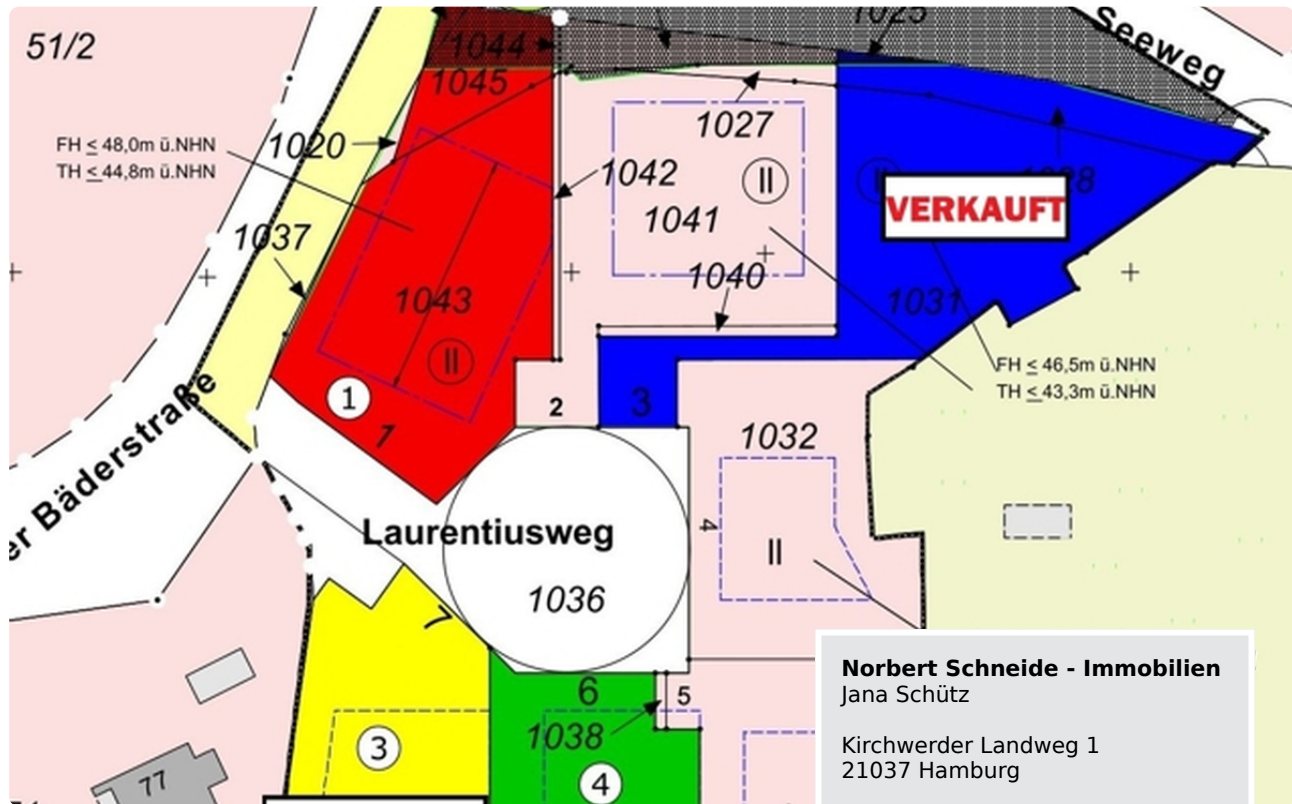 51/2
1044
1025
Seeweg
1045
1020
FH ≤ 48,0m ü.NHN
TH ≤ 44,8m ü.NHN
1027
1042
II
VERKAUFT
1041
1037
1040
1043
1031
II
FH ≤ 46,5m ü.NHN
TH ≤ 43,3m ü.NHN
1
1
2
3
1032
er Bäderstraße
4
Laurentiusweg
II
1036
7
6
5
1038
3
4
77
Norbert Schneide - Immobilien
Jana Schütz
Kirchwerder Landweg 1
21037 Hamburg